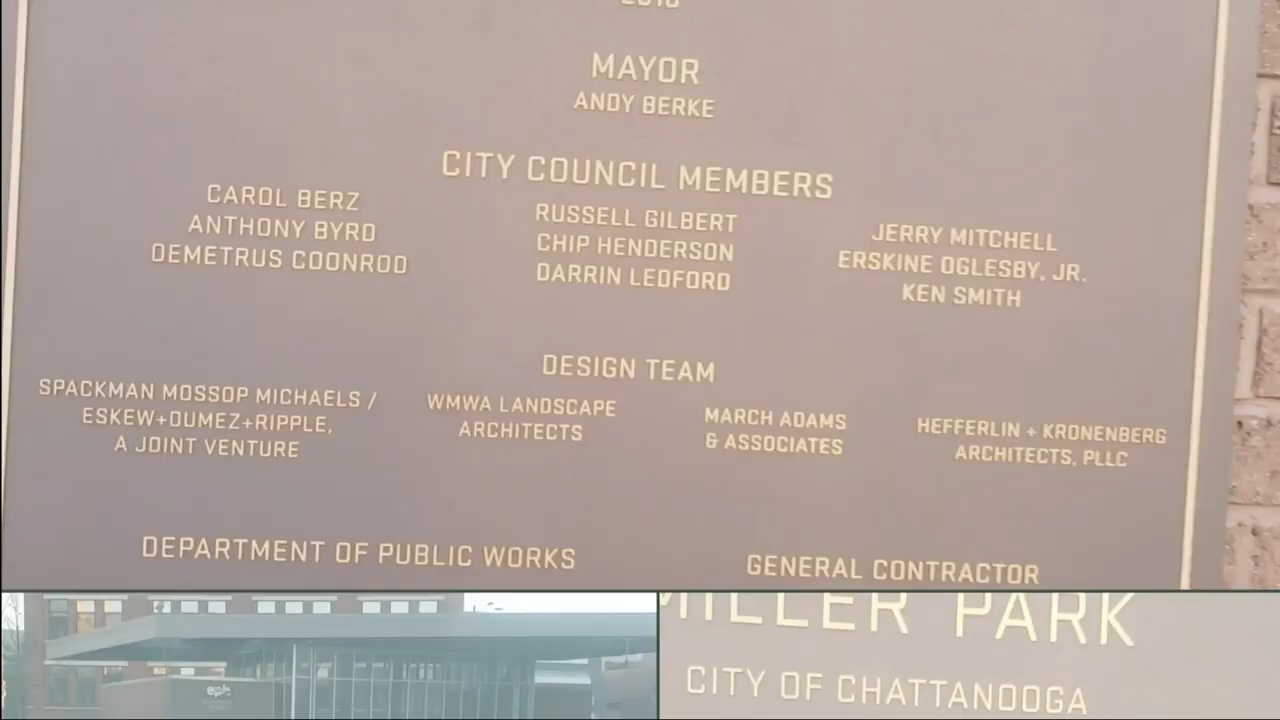 MAYOR
ANDY BERKE
CITY COUNCIL MEMBERS
CAROL BERZ
ANTHONY BYRD
DEMETRUS COONROD
RUSSELL GILBERT
CHIP HENDERSON
DARRIN LEDFORD
JERRY MITCHELL
ERSKINE OGLESBY, JR.
KEN SMITH
DESIGN TEAM
SPACKMAN MOSSOP MICHAELS /
ESKEW+DUMEZ+RIPPLE,
A JOINT VENTURE
WMWA LANDSCAPE
ARCHITECTS
MARCH ADAMS
& ASSOCIATES
HEFFERLIN + KRONENBERG
ARCHITECTS, PLLC
DEPARTMENT OF PUBLIC WORKS
GENERAL CONTRACTOR
epb
MILLER PARK
CITY OF CHATTANOOGA